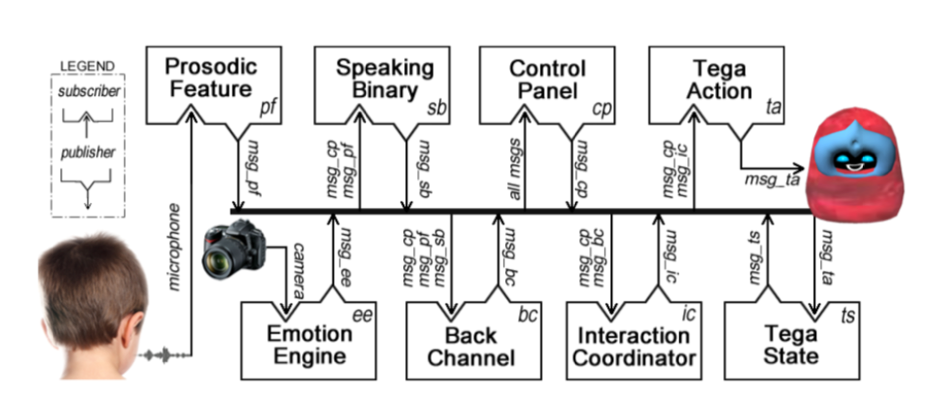 LEGEND
subscriber
publisher
Prosodic
Feature
pf
Speaking
Binary
sb
Control
Panel
cp
Tega
Action
ta
microphone
msg_pf
msg_cp
msg_pf
msg_sb
all msgs
msg_cp
msg_cp
msg_ic
msg_ta
camera
msg_ee
msg_cp
msg_pf
msg_sb
msg_bc
msg_cp
msg_bc
msg_ic
msg_ts
msg_ta
ee
Emotion
Engine
bc
Back
Channel
ic
Interaction
Coordinator
ts
Tega
State